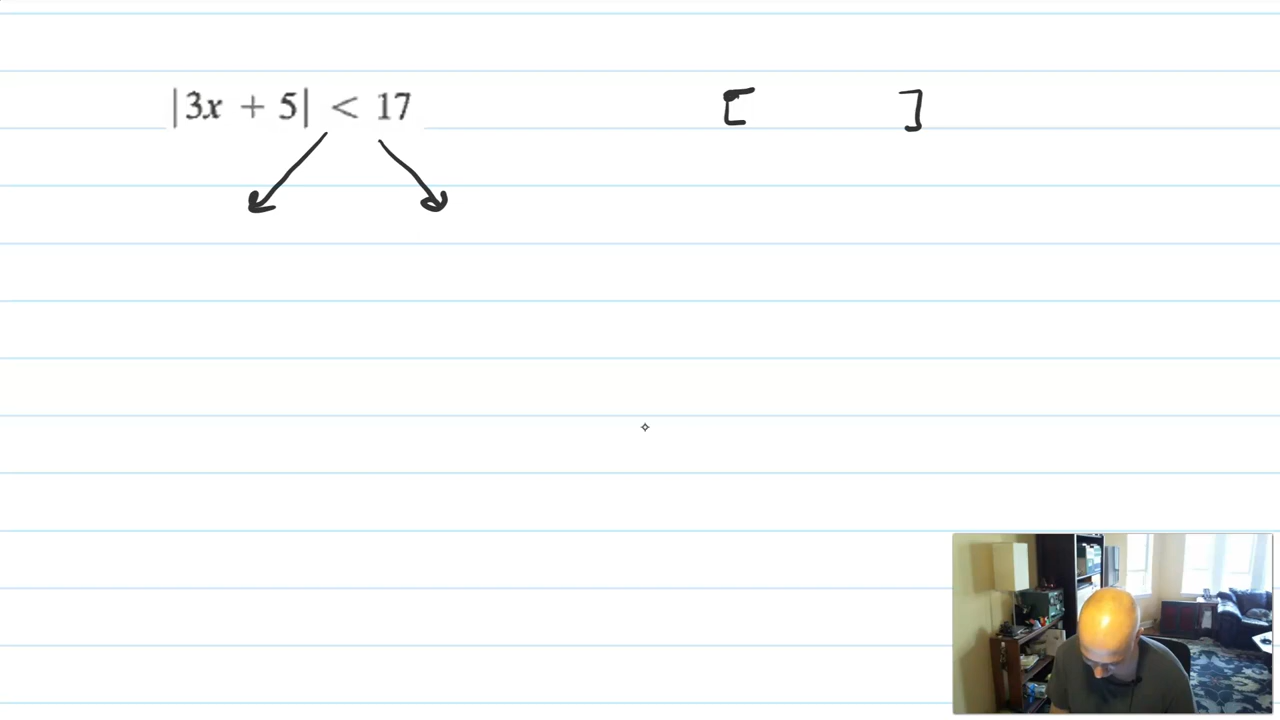 |3x + 5| < 17
[ ]